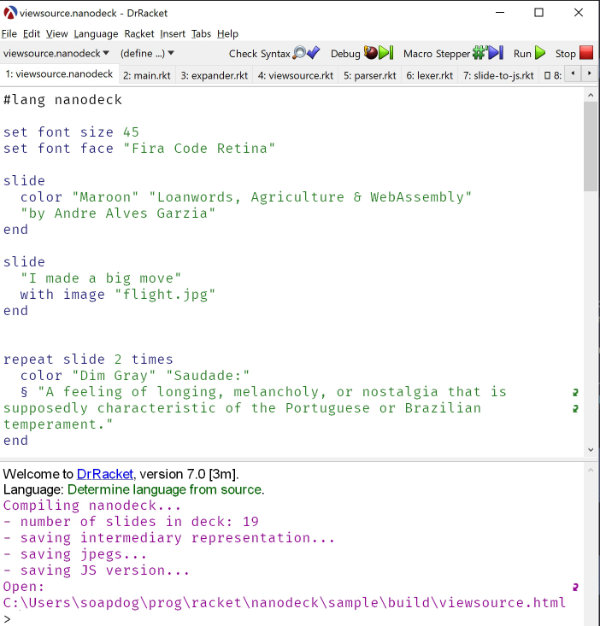 viewsource.nanodeck - DrRacket
File Edit View Language Racket Insert Tabs Help
viewsource.nanodeck ▾ (define ...) ▾ Check Syntax Debug Macro Stepper Run Stop
1: viewsource.nanodeck 2: main.rkt 3: expander.rkt 4: viewsource.rkt 5: parser.rkt 6: lexer.rkt 7: slide-to-js.rkt 8:
#lang nanodeck
set font size 45
set font face "Fira Code Retina"
slide
color "Maroon" "Loanwords, Agriculture & WebAssembly"
"by Andre Alves Garzia"
end
slide
"I made a big move"
with image "flight.jpg"
end
repeat slide 2 times
color "Dim Gray" "Saudade:"
§ "A feeling of longing, melancholy, or nostalgia that is
supposedly characteristic of the Portuguese or Brazilian
temperament."
end
Welcome to DrRacket, version 7.0 [3m].
Language: Determine language from source.
Compiling nanodeck...
- number of slides in deck: 19
- saving intermediary representation...
- saving jpegs...
- saving JS version...
Open:
C:\Users\soapdog\prog\racket\nanodeck\sample\build\viewsource.html
>